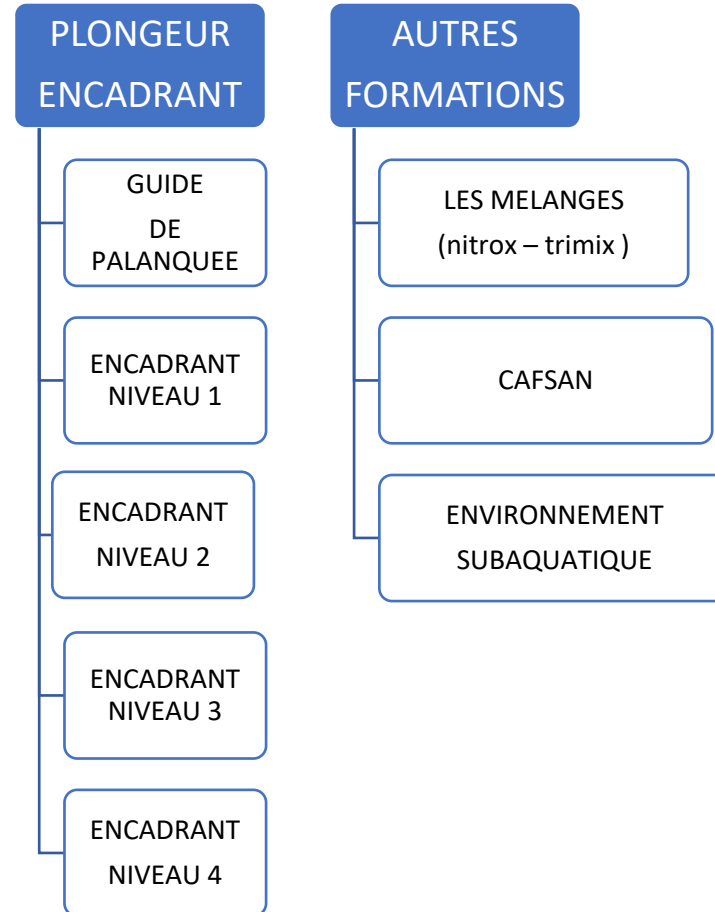 PLONGEUR
ENCADRANT
GUIDE
DE
PALANQUEE
ENCADRANT
NIVEAU 1
ENCADRANT
NIVEAU 2
ENCADRANT
NIVEAU 3
ENCADRANT
NIVEAU 4
AUTRES
FORMATIONS
LES MELANGES
(nitrox – trimix )
CAFSAN
ENVIRONNEMENT
SUBAQUATIQUE